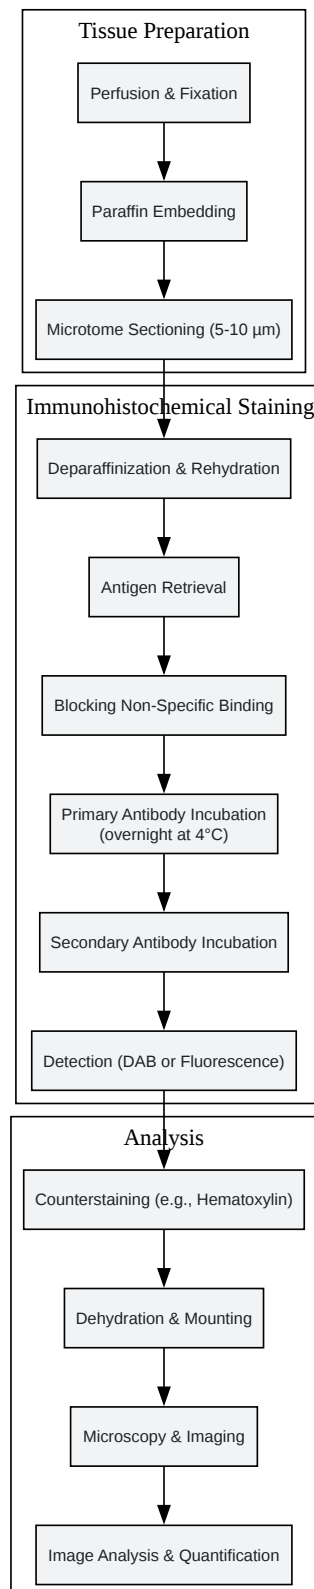 Tissue Preparation
Perfusion & Fixation
Paraffin Embedding
Microtome Sectioning (5-10 µm)
Immunohistochemical Staining
Deparaffinization & Rehydration
Antigen Retrieval
Blocking Non-Specific Binding
Primary Antibody Incubation
(overnight at 4°C)
Secondary Antibody Incubation
Detection (DAB or Fluorescence)
Analysis
Counterstaining (e.g., Hematoxylin)
Dehydration & Mounting
Microscopy & Imaging
Image Analysis & Quantification